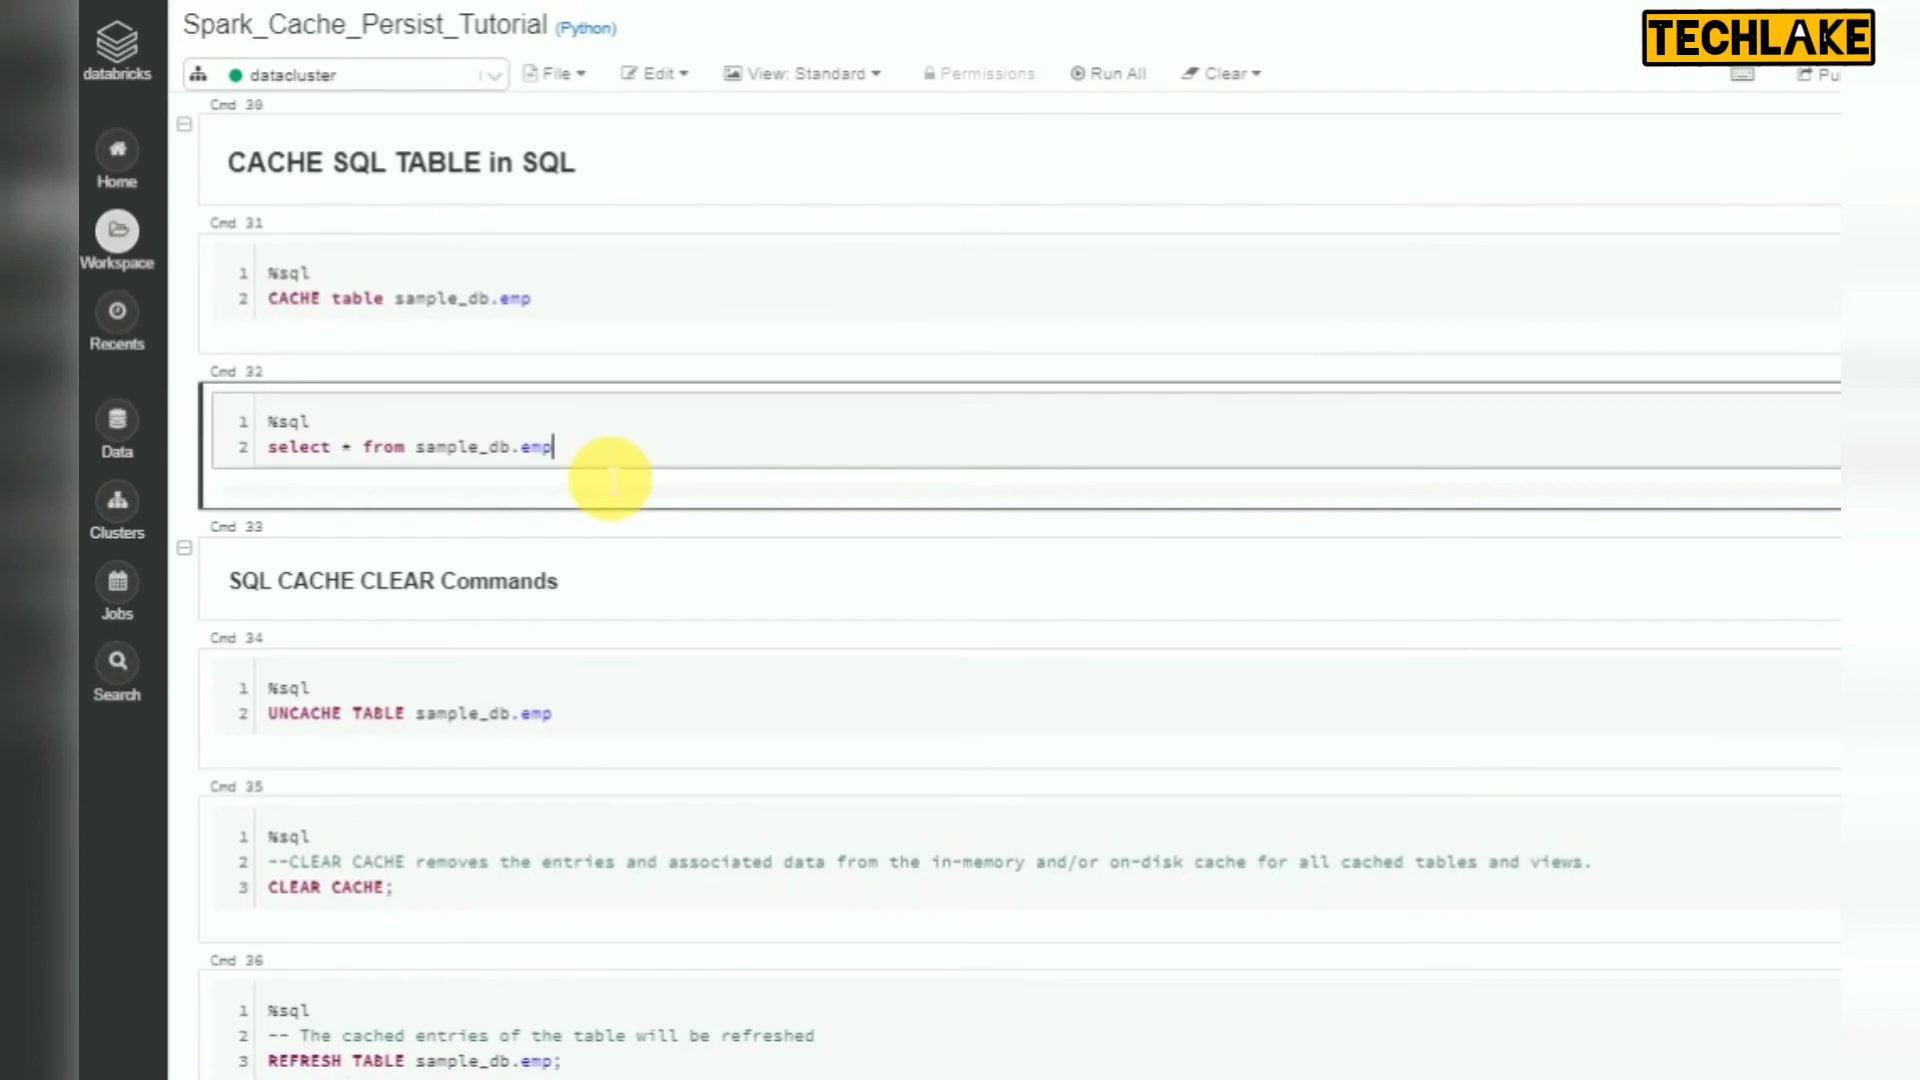 Spark_Cache_Persist_Tutorial (Python)
TECHLAKE
databricks
datacluster
File
Edit
View: Standard
Permissions
Run All
Clear
Pu
Home
Workspace
Recents
Data
Clusters
Jobs
Search
Cmd 30
CACHE SQL TABLE in SQL
Cmd 31
1 %sql
2 CACHE table sample_db.emp
Cmd 32
1 %sql
2 select * from sample_db.emp
Cmd 33
SQL CACHE CLEAR Commands
Cmd 34
1 %sql
2 UNCACHE TABLE sample_db.emp
Cmd 35
1 %sql
2 --CLEAR CACHE removes the entries and associated data from the in-memory and/or on-disk cache for all cached tables and views.
3 CLEAR CACHE;
Cmd 36
1 %sql
2 -- The cached entries of the table will be refreshed
3 REFRESH TABLE sample_db.emp;